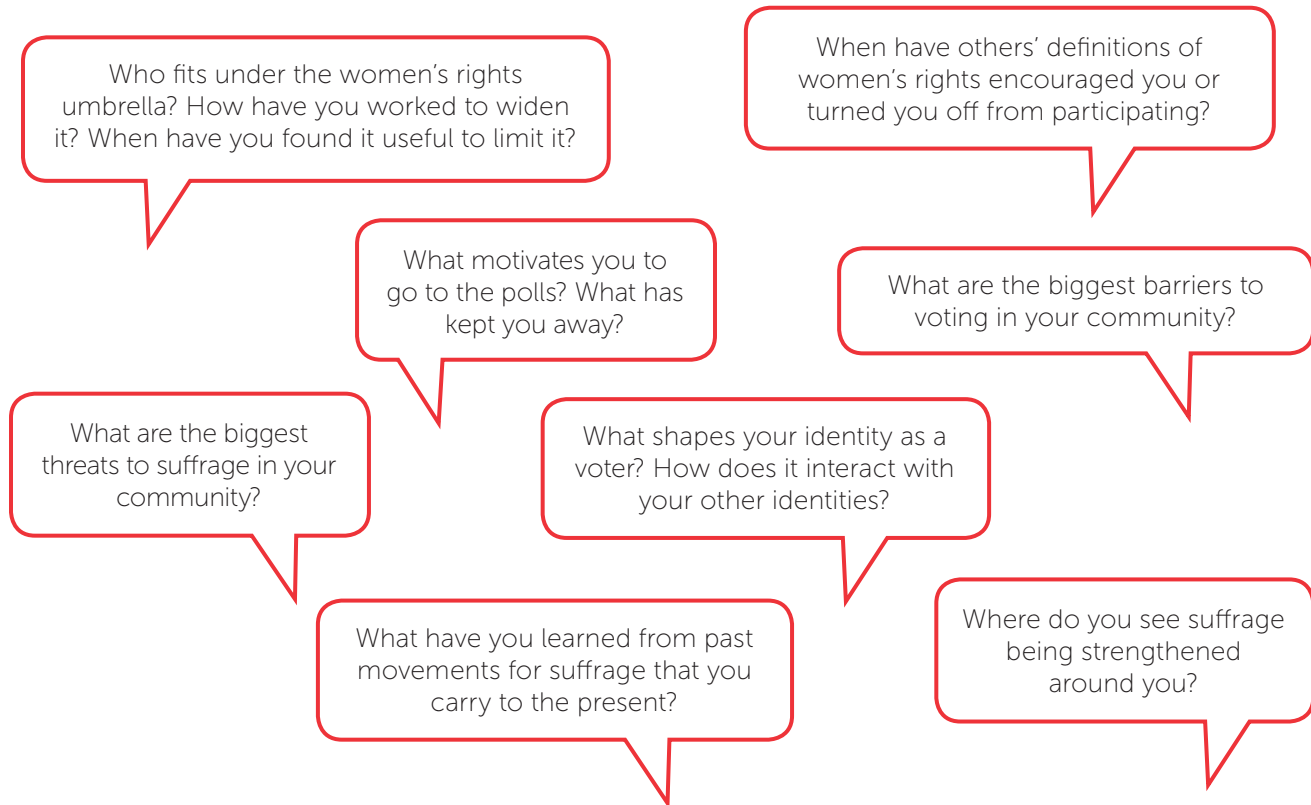 Who fits under the women’s rights
umbrella? How have you worked to widen
it? When have you found it useful to limit it?
When have others’ definitions of
women’s rights encouraged you or
turned you off from participating?
What motivates you to
go to the polls? What has
kept you away?
What are the biggest barriers to
voting in your community?
What are the biggest
threats to suffrage in your
community?
What shapes your identity as a
voter? How does it interact with
your other identities?
What have you learned from past
movements for suffrage that you
carry to the present?
Where do you see suffrage
being strengthened
around you?